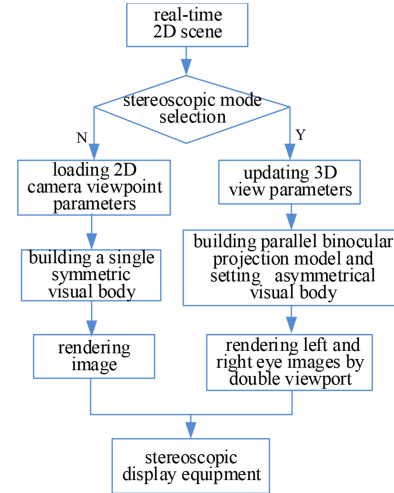 real-time
2D scene
stereoscopic mode
selection
N
Y
loading 2D
camera viewpoint
parameters
updating 3D
view parameters
building a single
symmetric
visual body
building parallel binocular
projection model and
setting asymmetrical
visual body
rendering
image
rendering left and
right eye images by
double viewport
stereoscopic
display equipment